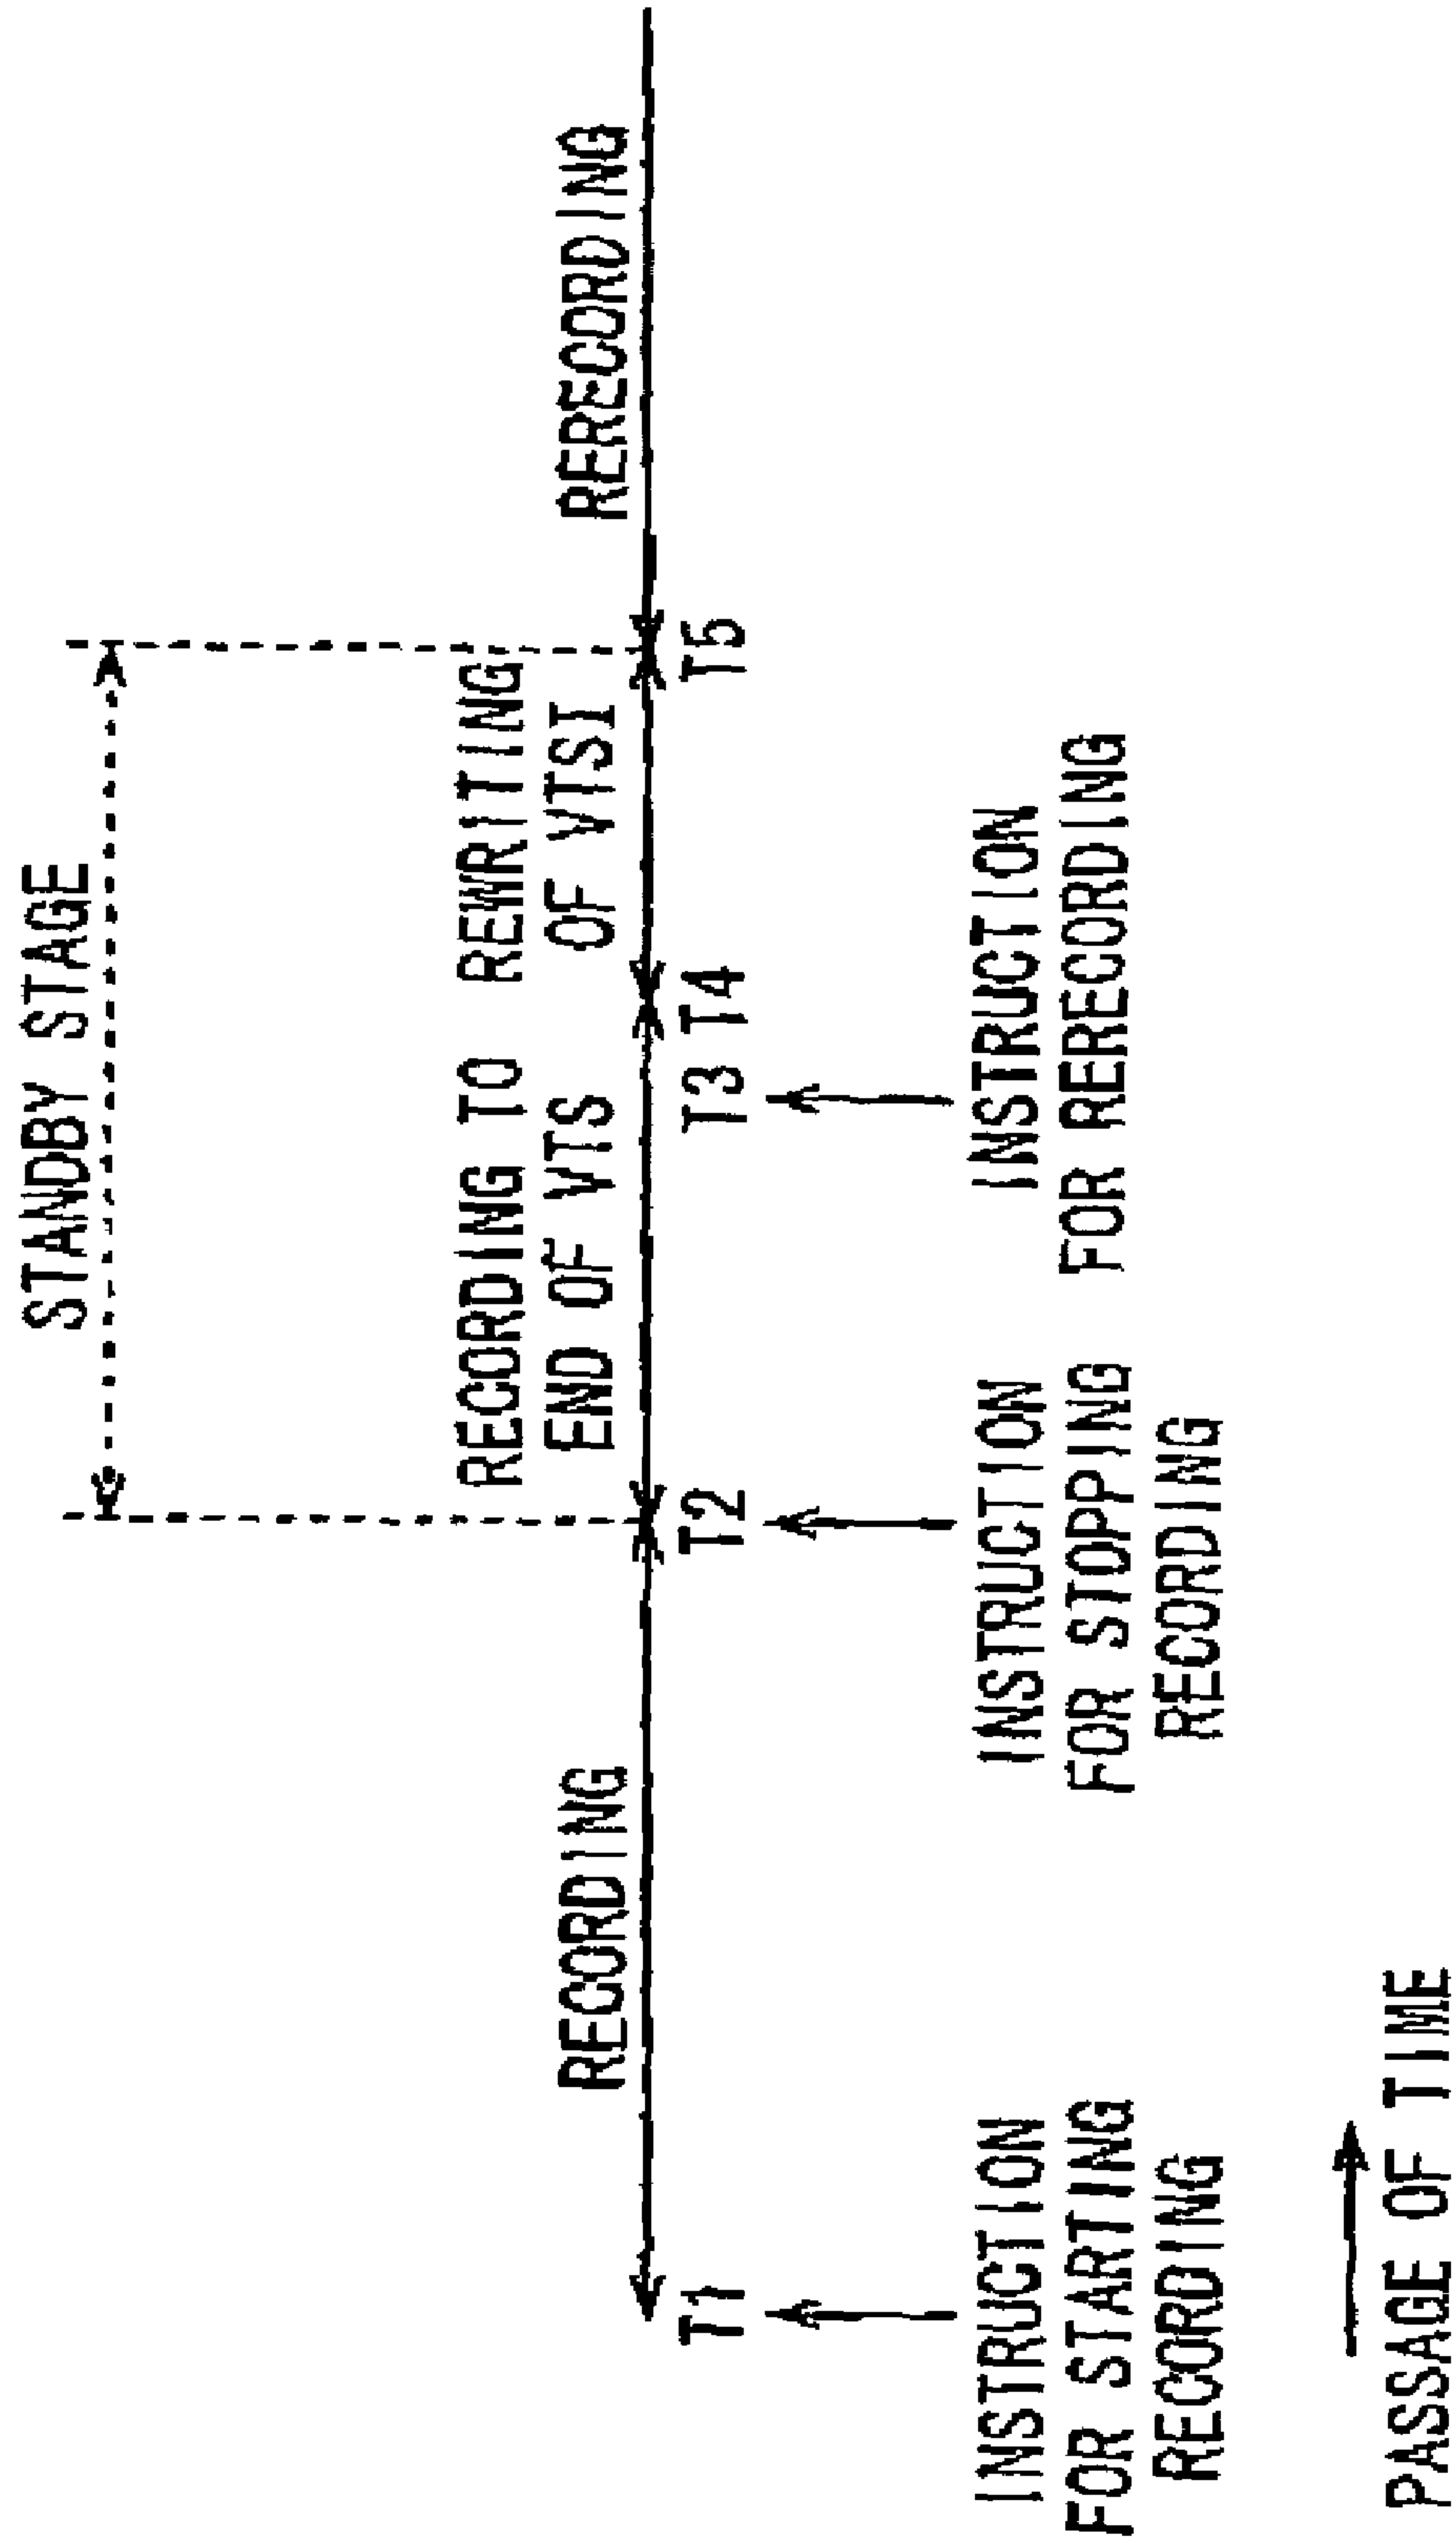 STANDBY STAGE
RECORDING
RECORDING TO
END OF VTS
REWRITING
OF VTSI
RERECORDING
T1
T2
T3
T4
T5
INSTRUCTION
FOR STARTING
RECORDING
INSTRUCTION
FOR STOPPING
RECORDING
INSTRUCTION
FOR RERECORDING
PASSAGE OF TIME